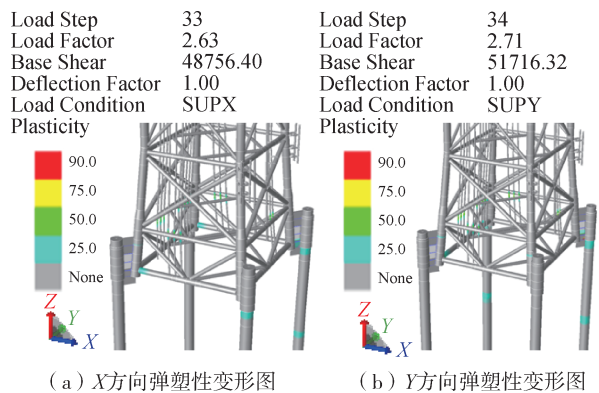 Load Step 33
Load Factor 2.63
Base Shear 48756.40
Deflection Factor 1.00
Load Condition SUPX
Plasticity
90.0
75.0
50.0
25.0
None
Z
Y
X
(a) X方向弹塑性变形图
Load Step 34
Load Factor 2.71
Base Shear 51716.32
Deflection Factor 1.00
Load Condition SUPY
Plasticity
90.0
75.0
50.0
25.0
None
Z
Y
X
(b) Y方向弹塑性变形图